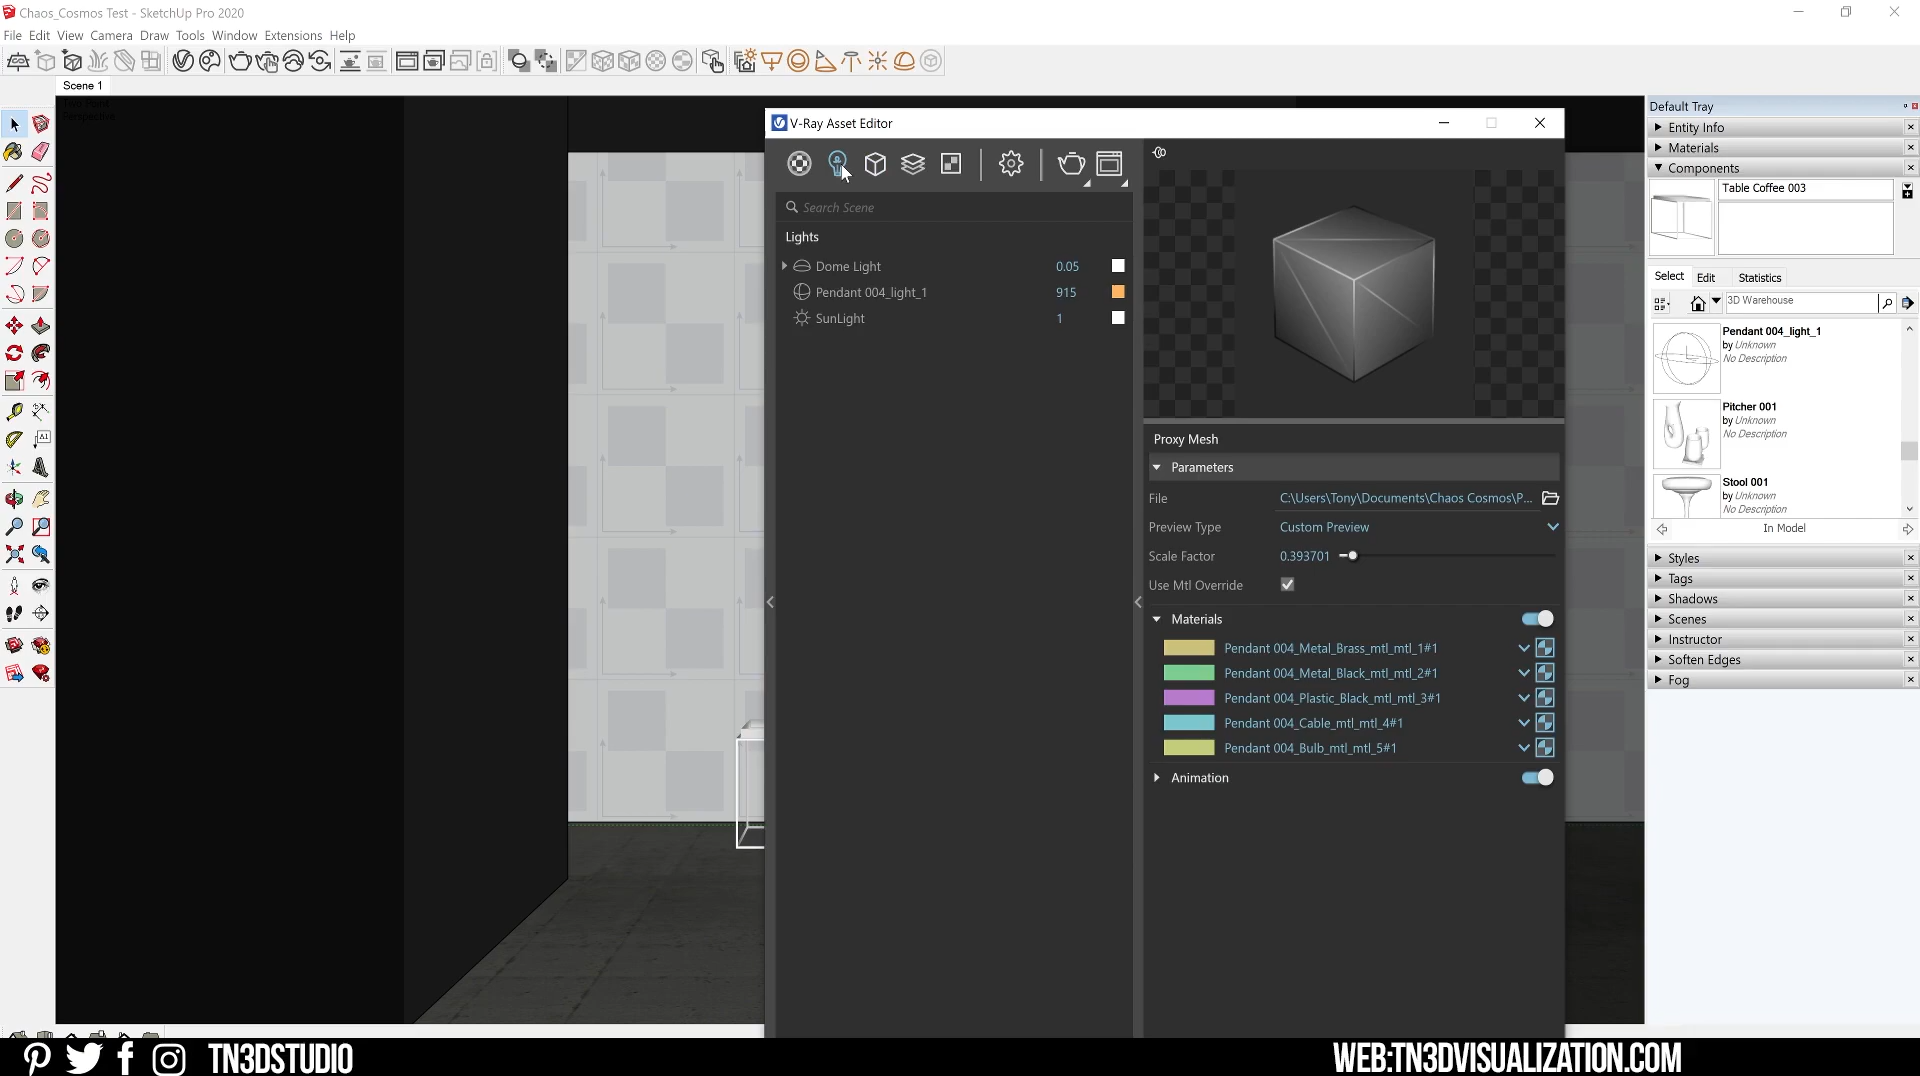 Chaos_Cosmos Test - SketchUp Pro 2020
File Edit View Camera Draw Tools Window Extensions Help
Scene 1
Two Point
Perspective
V-Ray Asset Editor
Search Scene
Lights
Dome Light 0.05
Pendant 004_light_1 915
SunLight 1
Proxy Mesh
Parameters
File C:\Users\Tony\Documents\Chaos Cosmos\P...
Preview Type Custom Preview
Scale Factor 0.393701
Use Mtl Override
Materials
Pendant 004_Metal_Brass_mtl_mtl_1#1
Pendant 004_Metal_Black_mtl_mtl_2#1
Pendant 004_Plastic_Black_mtl_mtl_3#1
Pendant 004_Cable_mtl_mtl_4#1
Pendant 004_Bulb_mtl_mtl_5#1
Animation
Default Tray
Entity Info
Materials
Components
Table Coffee 003
Select Edit Statistics
3D Warehouse
Pendant 004_light_1
by Unknown
No Description
Pitcher 001
by Unknown
No Description
Stool 001
by Unknown
No Description
In Model
Styles
Tags
Shadows
Scenes
Instructor
Soften Edges
Fog
TN3DSTUDIO
WEB:TN3DVISUALIZATION.COM